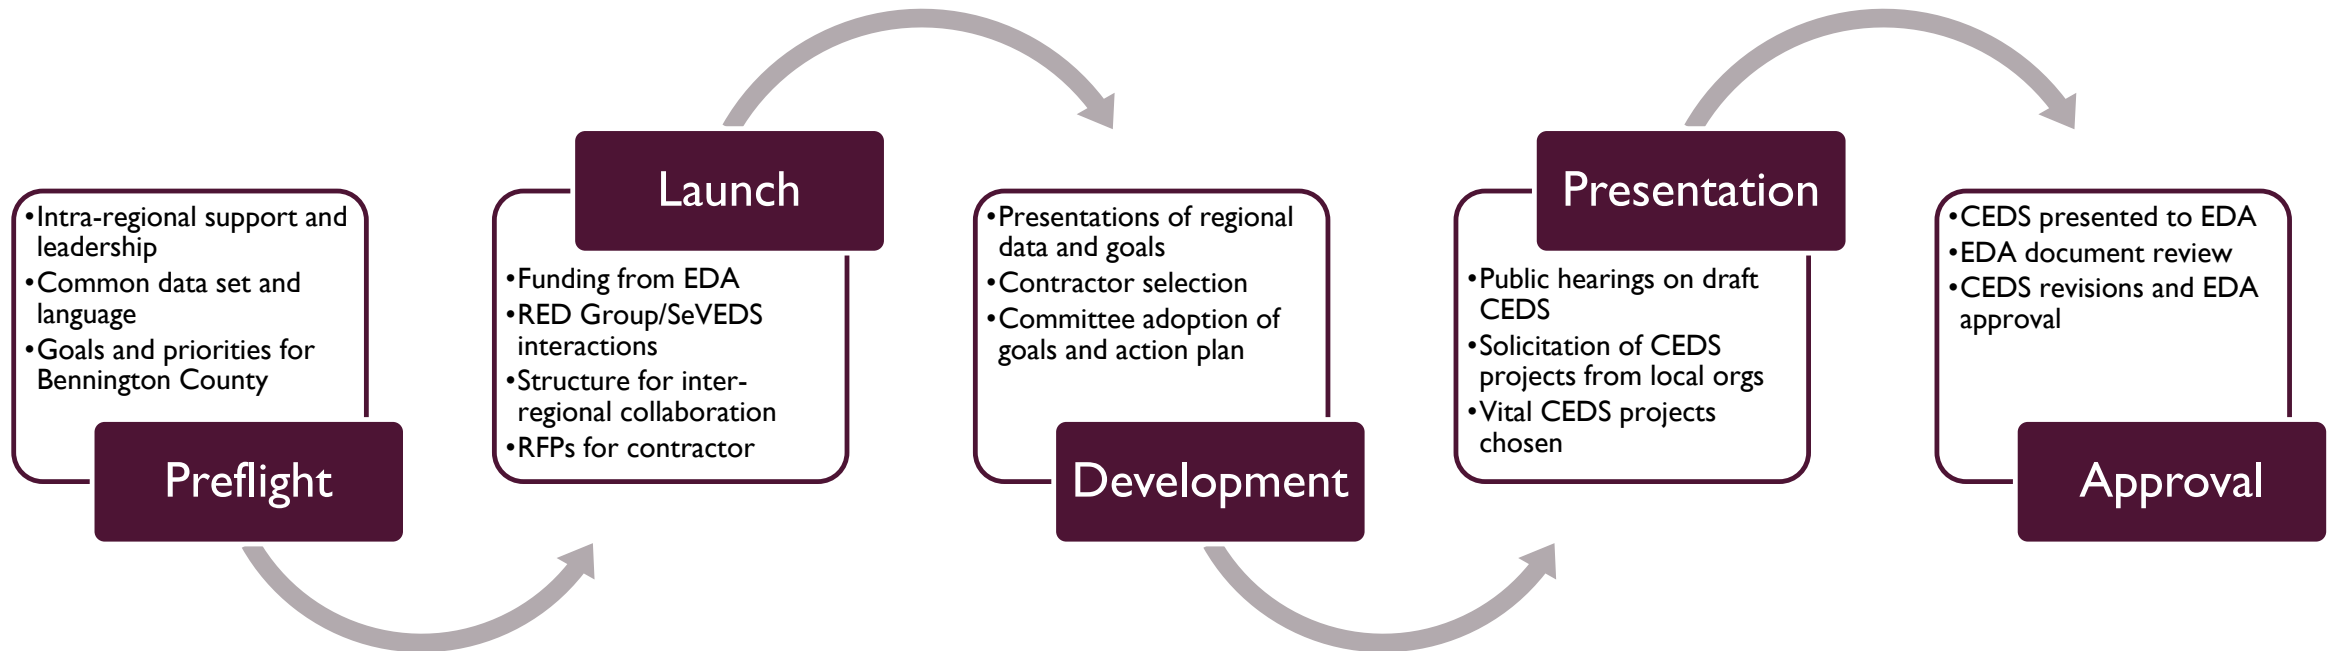 •Intra-regional support and
leadership
•Common data set and
language
•Goals and priorities for
Bennington County
Preflight
Launch
•Funding from EDA
•RED Group/SeVEDS
interactions
•Structure for inter-
regional collaboration
•RFPs for contractor
•Presentations of regional
data and goals
•Contractor selection
•Committee adoption of
goals and action plan
Development
Presentation
•Public hearings on draft
CEDS
•Solicitation of CEDS
projects from local orgs
•Vital CEDS projects
chosen
•CEDS presented to EDA
•EDA document review
•CEDS revisions and EDA
approval
Approval